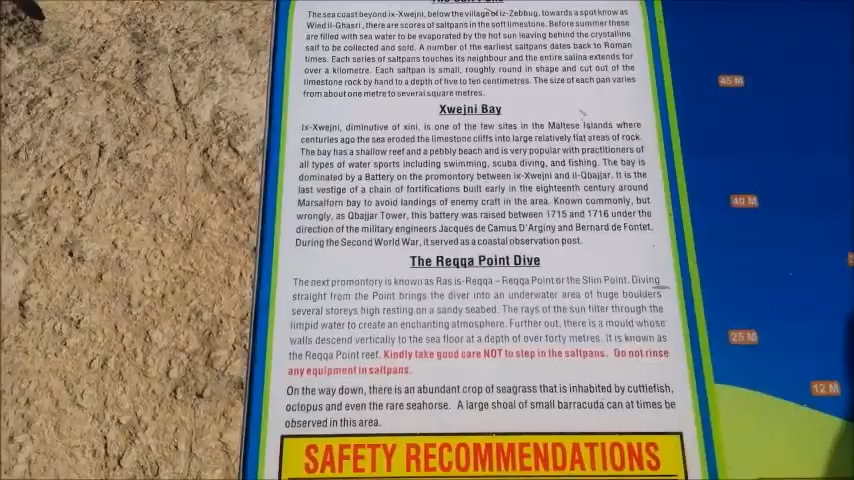 The sea coast beyond ix-Xwejni, below the village of iz-Zebbug, towards a spot known as
Wied il-Ghasri, there are scores of saltpans in the soft limestone. Before summer these
are filled with sea water to be evaporated by the hot sun leaving behind the crystalline
salf to be collected and sold. A number of the earliest saltpans dates back to Roman
times. Each series of saltpans touches its neighbour and the entire salina extends for
over a kilometre. Each saltpan is small, roughly round in shape and cut out of the
limestone rock by hand to a depth of five to ten centimetres. The size of each pan varies
from about one metre to several square metres.
Xwejni Bay
Ix-Xwejni, diminutive of xini, is one of the few sites in the Maltese Islands where
centuries ago the sea eroded the limestone cliffs into large relatively flat areas of rock.
The bay has a shallow reef and a pebbly beach and is very popular with practitioners of
all types of water sports including swimming, scuba diving, and fishing. The bay is
dominated by a Battery on the promontory between ix-Xwejni and il-Qbajjar. It is the
last vestige of a chain of fortifications built early in the eighteenth century around
Marsalforn bay to avoid landings of enemy craft in the area. Known commonly, but
wrongly, as Qbajjar Tower, this battery was raised between 1715 and 1716 under the
direction of the military engineers Jacques de Camus D'Arginy and Bernard de Fontet.
During the Second World War, it served as a coastal observation post.
The Reqqa Point Dive
The next promontory is known as Ras ir-Reqqa – Reqqa Point or the Slim Point. Diving
straight from the Point brings the diver into an underwater area of huge boulders
several storeys high resting on a sandy seabed. The rays of the sun filter through the
limpid water to create an enchanting atmosphere. Further out, there is a mould whose
walls descend vertically to the sea floor at a depth of over forty metres. It is known as
the Reqqa Point reef. Kindly take good care NOT to step in the saltpans. Do not rinse
any equipment in saltpans.
On the way down, there is an abundant crop of seagrass that is inhabited by cuttlefish,
octopus and even the rare seahorse. A large shoal of small barracuda can at times be
observed in this area.
SAFETY RECOMMENDATIONS
45 M
40 M
25 M
12 M